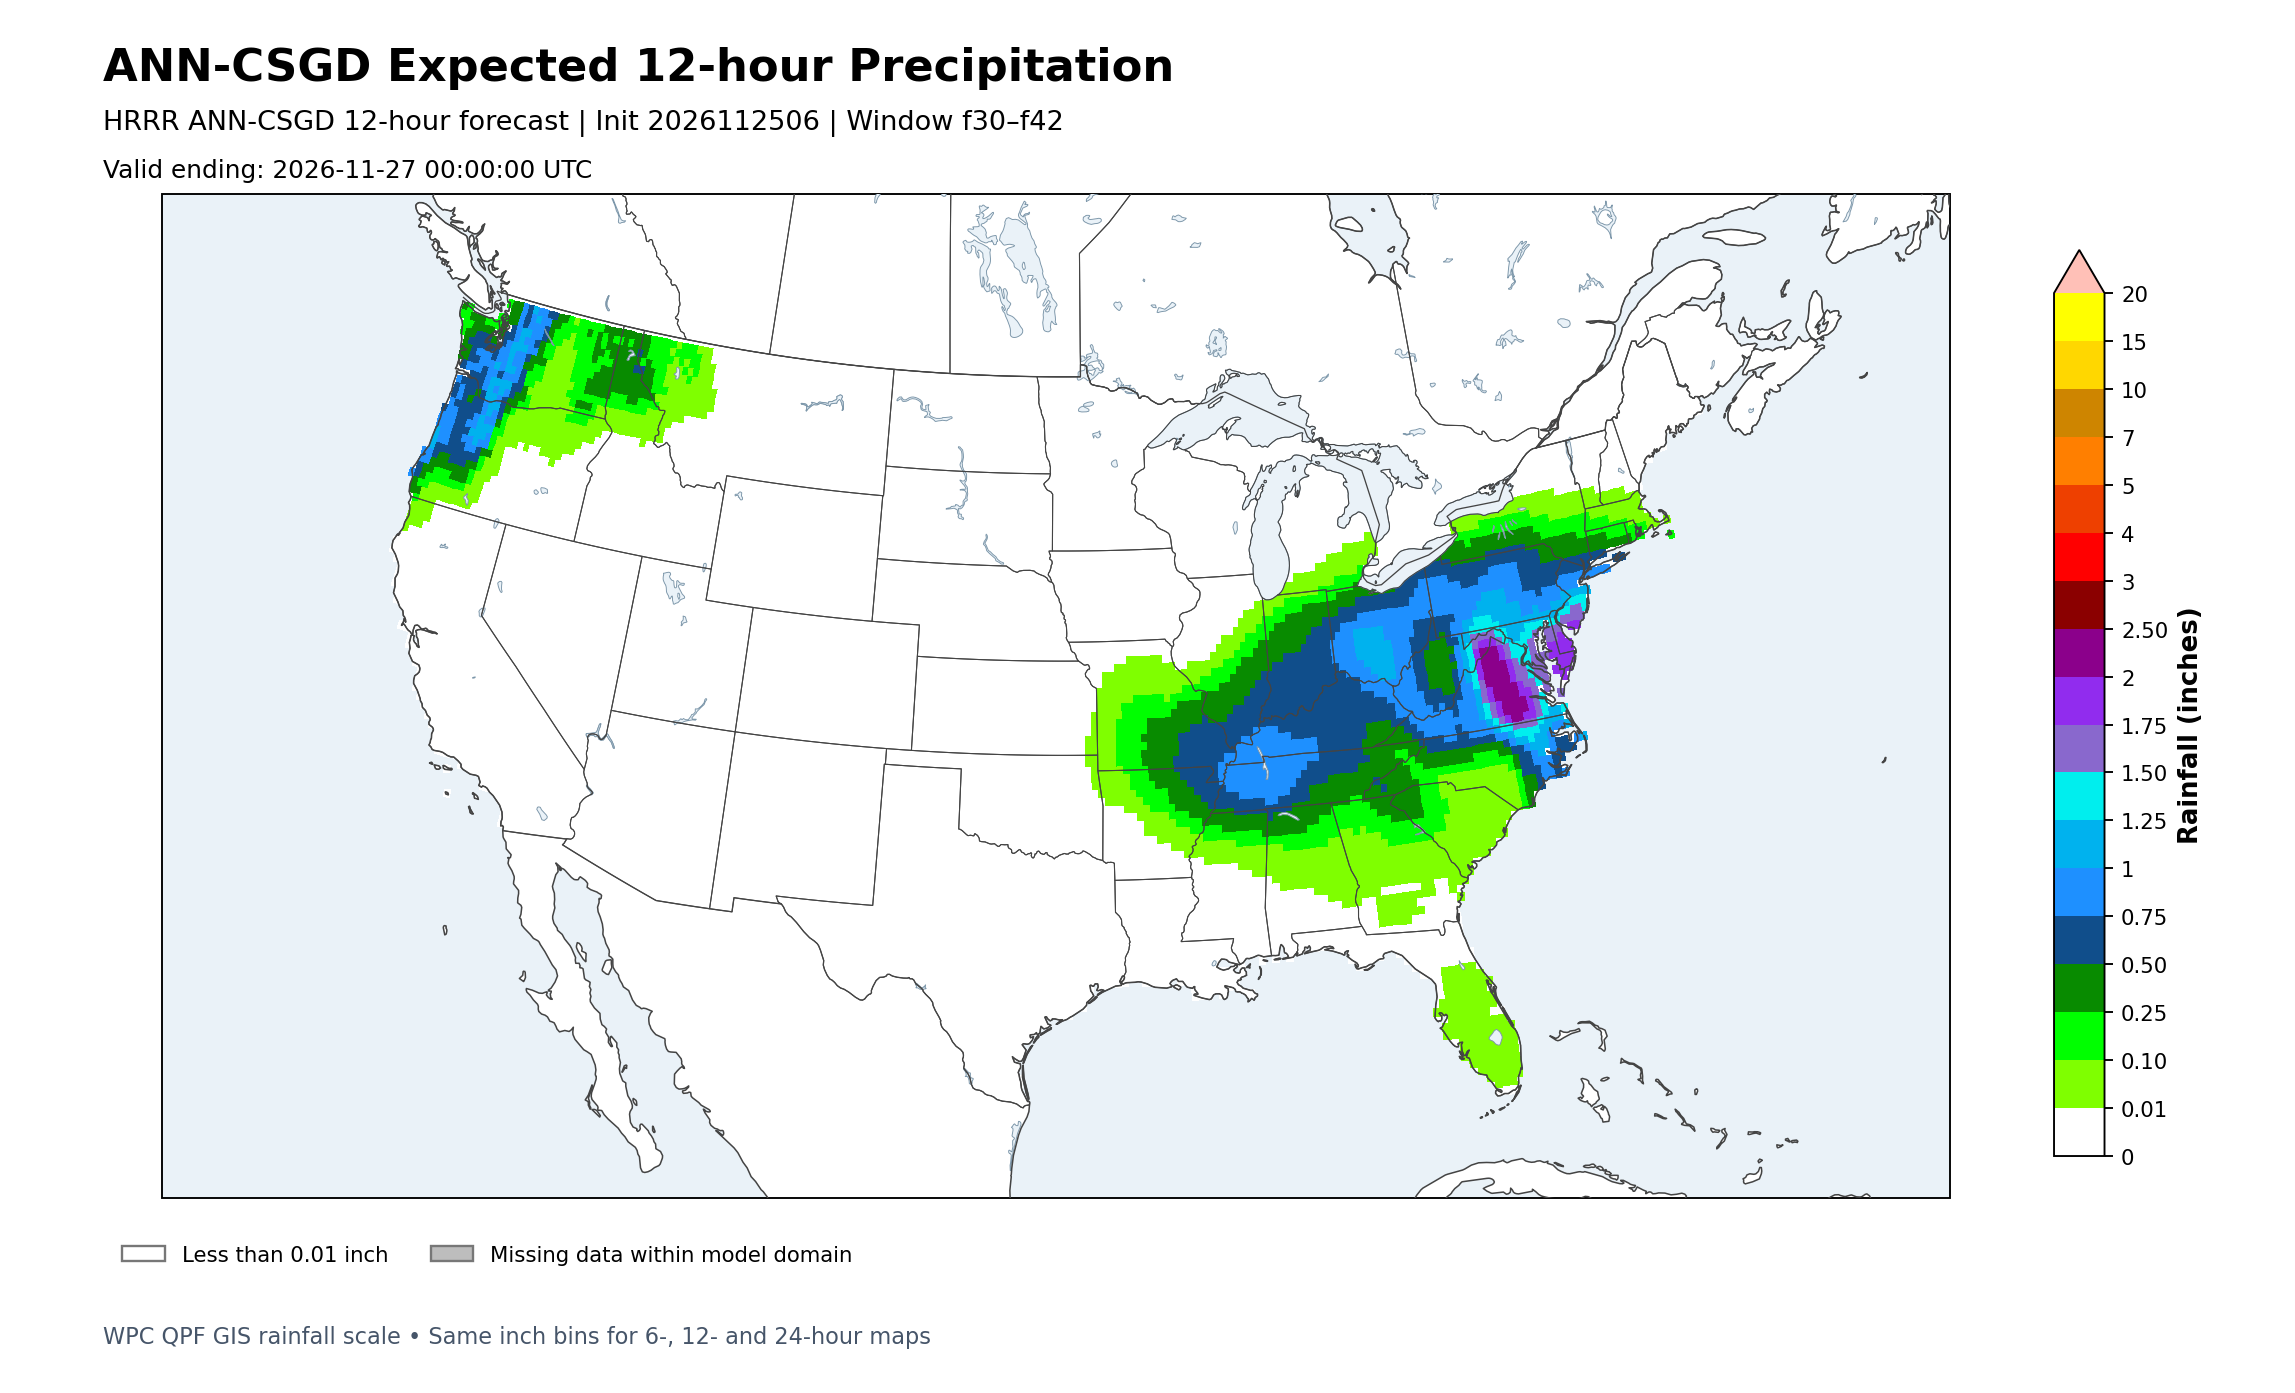 ANN-CSGD Expected 12-hour Precipitation
HRRR ANN-CSGD 12-hour forecast | Init 2026112506 | Window f30–f42
Valid ending: 2026-11-27 00:00:00 UTC
20
15
10
7
5
4
3
2.50
2
1.75
1.50
1.25
1
0.75
0.50
0.25
0.10
0.01
0
Rainfall (inches)
Less than 0.01 inch
Missing data within model domain
WPC QPF GIS rainfall scale • Same inch bins for 6-, 12- and 24-hour maps